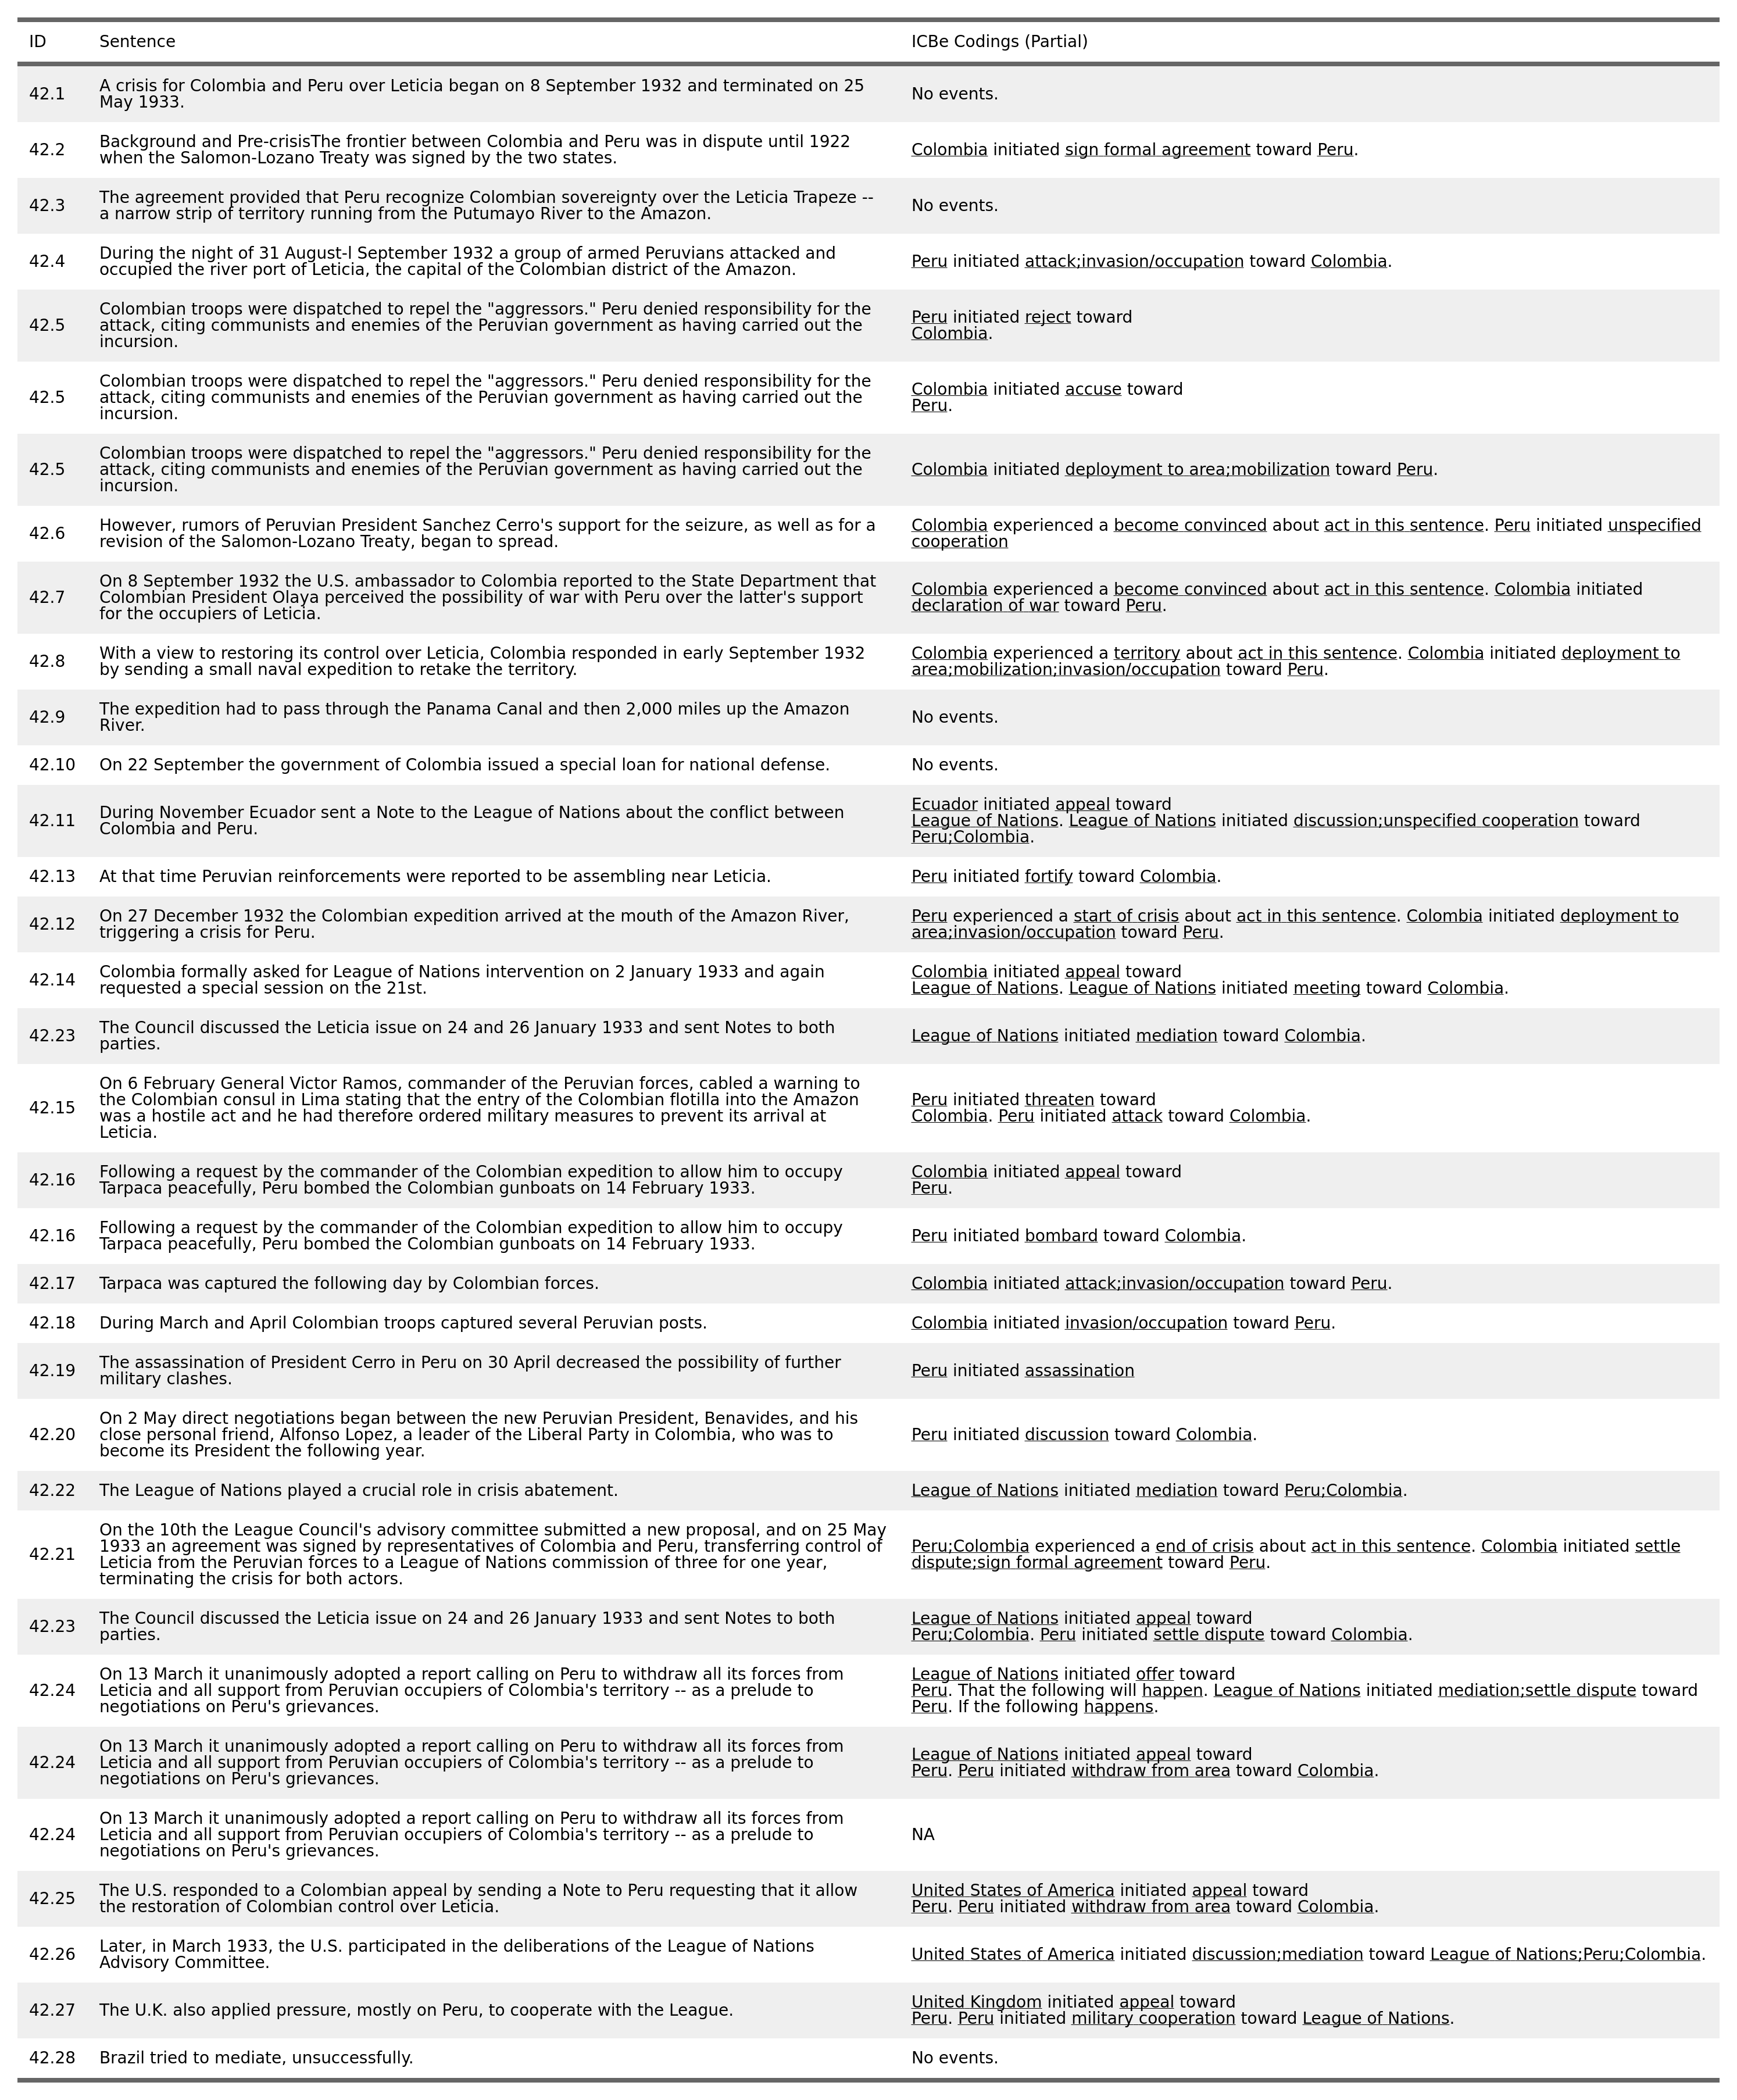 ID Sentence ICBe Codings (Partial)
42.1 A crisis for Colombia and Peru over Leticia began on 8 September 1932 and terminated on 25
May 1933.
No events.
42.2 Background and Pre-crisisThe frontier between Colombia and Peru was in dispute until 1922
when the Salomon-Lozano Treaty was signed by the two states.
Colombia initiated sign formal agreement toward Peru.
42.3 The agreement provided that Peru recognize Colombian sovereignty over the Leticia Trapeze --
a narrow strip of territory running from the Putumayo River to the Amazon.
No events.
42.4 During the night of 31 August-l September 1932 a group of armed Peruvians attacked and
occupied the river port of Leticia, the capital of the Colombian district of the Amazon.
Peru initiated attack;invasion/occupation toward Colombia.
42.5 Colombian troops were dispatched to repel the "aggressors." Peru denied responsibility for the
attack, citing communists and enemies of the Peruvian government as having carried out the
incursion.
Peru initiated reject toward
Colombia.
42.5 Colombian troops were dispatched to repel the "aggressors." Peru denied responsibility for the
attack, citing communists and enemies of the Peruvian government as having carried out the
incursion.
Colombia initiated accuse toward
Peru.
42.5 Colombian troops were dispatched to repel the "aggressors." Peru denied responsibility for the
attack, citing communists and enemies of the Peruvian government as having carried out the
incursion.
Colombia initiated deployment to area;mobilization toward Peru.
42.6 However, rumors of Peruvian President Sanchez Cerro's support for the seizure, as well as for a
revision of the Salomon-Lozano Treaty, began to spread.
Colombia experienced a become convinced about act in this sentence. Peru initiated unspecified
cooperation
42.7 On 8 September 1932 the U.S. ambassador to Colombia reported to the State Department that
Colombian President Olaya perceived the possibility of war with Peru over the latter's support
for the occupiers of Leticia.
Colombia experienced a become convinced about act in this sentence. Colombia initiated
declaration of war toward Peru.
42.8 With a view to restoring its control over Leticia, Colombia responded in early September 1932
by sending a small naval expedition to retake the territory.
Colombia experienced a territory about act in this sentence. Colombia initiated deployment to
area;mobilization;invasion/occupation toward Peru.
42.9 The expedition had to pass through the Panama Canal and then 2,000 miles up the Amazon
River.
No events.
42.10 On 22 September the government of Colombia issued a special loan for national defense.
No events.
42.11 During November Ecuador sent a Note to the League of Nations about the conflict between
Colombia and Peru.
Ecuador initiated appeal toward
League of Nations. League of Nations initiated discussion;unspecified cooperation toward
Peru;Colombia.
42.13 At that time Peruvian reinforcements were reported to be assembling near Leticia.
Peru initiated fortify toward Colombia.
42.12 On 27 December 1932 the Colombian expedition arrived at the mouth of the Amazon River,
triggering a crisis for Peru.
Peru experienced a start of crisis about act in this sentence. Colombia initiated deployment to
area;invasion/occupation toward Peru.
42.14 Colombia formally asked for League of Nations intervention on 2 January 1933 and again
requested a special session on the 21st.
Colombia initiated appeal toward
League of Nations. League of Nations initiated meeting toward Colombia.
42.23 The Council discussed the Leticia issue on 24 and 26 January 1933 and sent Notes to both
parties.
League of Nations initiated mediation toward Colombia.
42.15 On 6 February General Victor Ramos, commander of the Peruvian forces, cabled a warning to
the Colombian consul in Lima stating that the entry of the Colombian flotilla into the Amazon
was a hostile act and he had therefore ordered military measures to prevent its arrival at
Leticia.
Peru initiated threaten toward
Colombia. Peru initiated attack toward Colombia.
42.16 Following a request by the commander of the Colombian expedition to allow him to occupy
Tarpaca peacefully, Peru bombed the Colombian gunboats on 14 February 1933.
Colombia initiated appeal toward
Peru.
42.16 Following a request by the commander of the Colombian expedition to allow him to occupy
Tarpaca peacefully, Peru bombed the Colombian gunboats on 14 February 1933.
Peru initiated bombard toward Colombia.
42.17 Tarpaca was captured the following day by Colombian forces.
Colombia initiated attack;invasion/occupation toward Peru.
42.18 During March and April Colombian troops captured several Peruvian posts.
Colombia initiated invasion/occupation toward Peru.
42.19 The assassination of President Cerro in Peru on 30 April decreased the possibility of further
military clashes.
Peru initiated assassination
42.20 On 2 May direct negotiations began between the new Peruvian President, Benavides, and his
close personal friend, Alfonso Lopez, a leader of the Liberal Party in Colombia, who was to
become its President the following year.
Peru initiated discussion toward Colombia.
42.22 The League of Nations played a crucial role in crisis abatement.
League of Nations initiated mediation toward Peru;Colombia.
42.21 On the 10th the League Council's advisory committee submitted a new proposal, and on 25 May
1933 an agreement was signed by representatives of Colombia and Peru, transferring control of
Leticia from the Peruvian forces to a League of Nations commission of three for one year,
terminating the crisis for both actors.
Peru;Colombia experienced a end of crisis about act in this sentence. Colombia initiated settle
dispute;sign formal agreement toward Peru.
42.23 The Council discussed the Leticia issue on 24 and 26 January 1933 and sent Notes to both
parties.
League of Nations initiated appeal toward
Peru;Colombia. Peru initiated settle dispute toward Colombia.
42.24 On 13 March it unanimously adopted a report calling on Peru to withdraw all its forces from
Leticia and all support from Peruvian occupiers of Colombia's territory -- as a prelude to
negotiations on Peru's grievances.
League of Nations initiated offer toward
Peru. That the following will happen. League of Nations initiated mediation;settle dispute toward
Peru. If the following happens.
42.24 On 13 March it unanimously adopted a report calling on Peru to withdraw all its forces from
Leticia and all support from Peruvian occupiers of Colombia's territory -- as a prelude to
negotiations on Peru's grievances.
League of Nations initiated appeal toward
Peru. Peru initiated withdraw from area toward Colombia.
42.24 On 13 March it unanimously adopted a report calling on Peru to withdraw all its forces from
Leticia and all support from Peruvian occupiers of Colombia's territory -- as a prelude to
negotiations on Peru's grievances.
NA
42.25 The U.S. responded to a Colombian appeal by sending a Note to Peru requesting that it allow
the restoration of Colombian control over Leticia.
United States of America initiated appeal toward
Peru. Peru initiated withdraw from area toward Colombia.
42.26 Later, in March 1933, the U.S. participated in the deliberations of the League of Nations
Advisory Committee.
United States of America initiated discussion;mediation toward League of Nations;Peru;Colombia.
42.27 The U.K. also applied pressure, mostly on Peru, to cooperate with the League.
United Kingdom initiated appeal toward
Peru. Peru initiated military cooperation toward League of Nations.
42.28 Brazil tried to mediate, unsuccessfully.
No events.